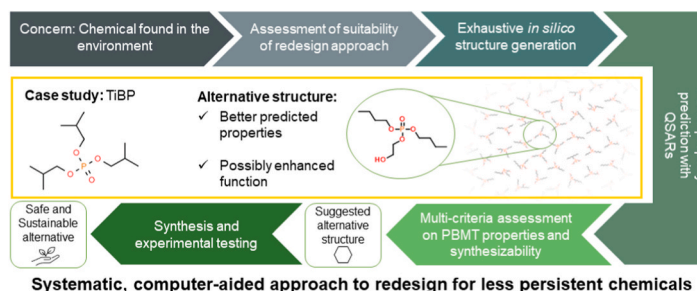 Concern: Chemical found in the
environment
Assessment of suitability
of redesign approach
Exhaustive in silico
structure generation
prediction with
QSARs
Case study: TiBP
Alternative structure:
✓ Better predicted
properties
✓ Possibly enhanced
function
O
O
P
O
O
O
O
P
O
O
HO
Safe and
Sustainable
alternative
Synthesis and
experimental testing
Suggested
alternative
structure
Multi-criteria assessment
on PBMT properties and
synthesizability
Systematic, computer-aided approach to redesign for less persistent chemicals